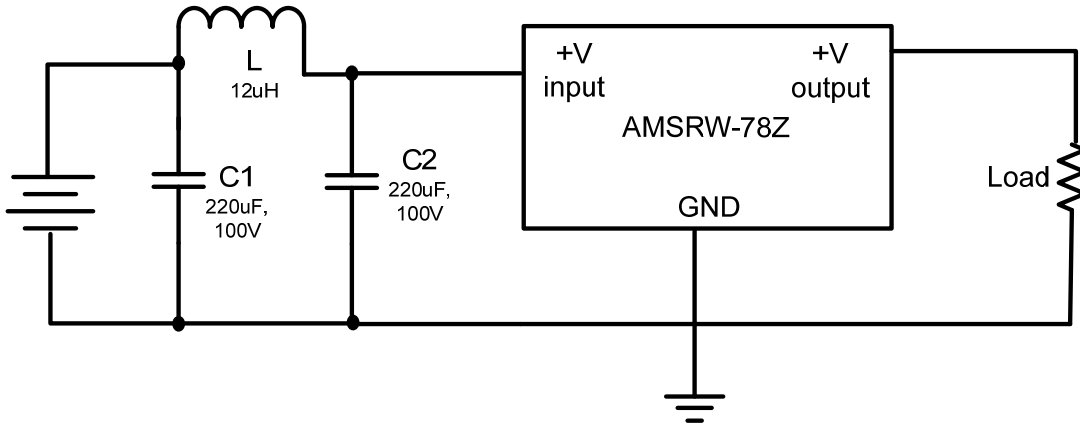 L
12uH
C1
220uF,
100V
C2
220uF,
100V
+V
input
+V
output
AMSRW-78Z
GND
Load